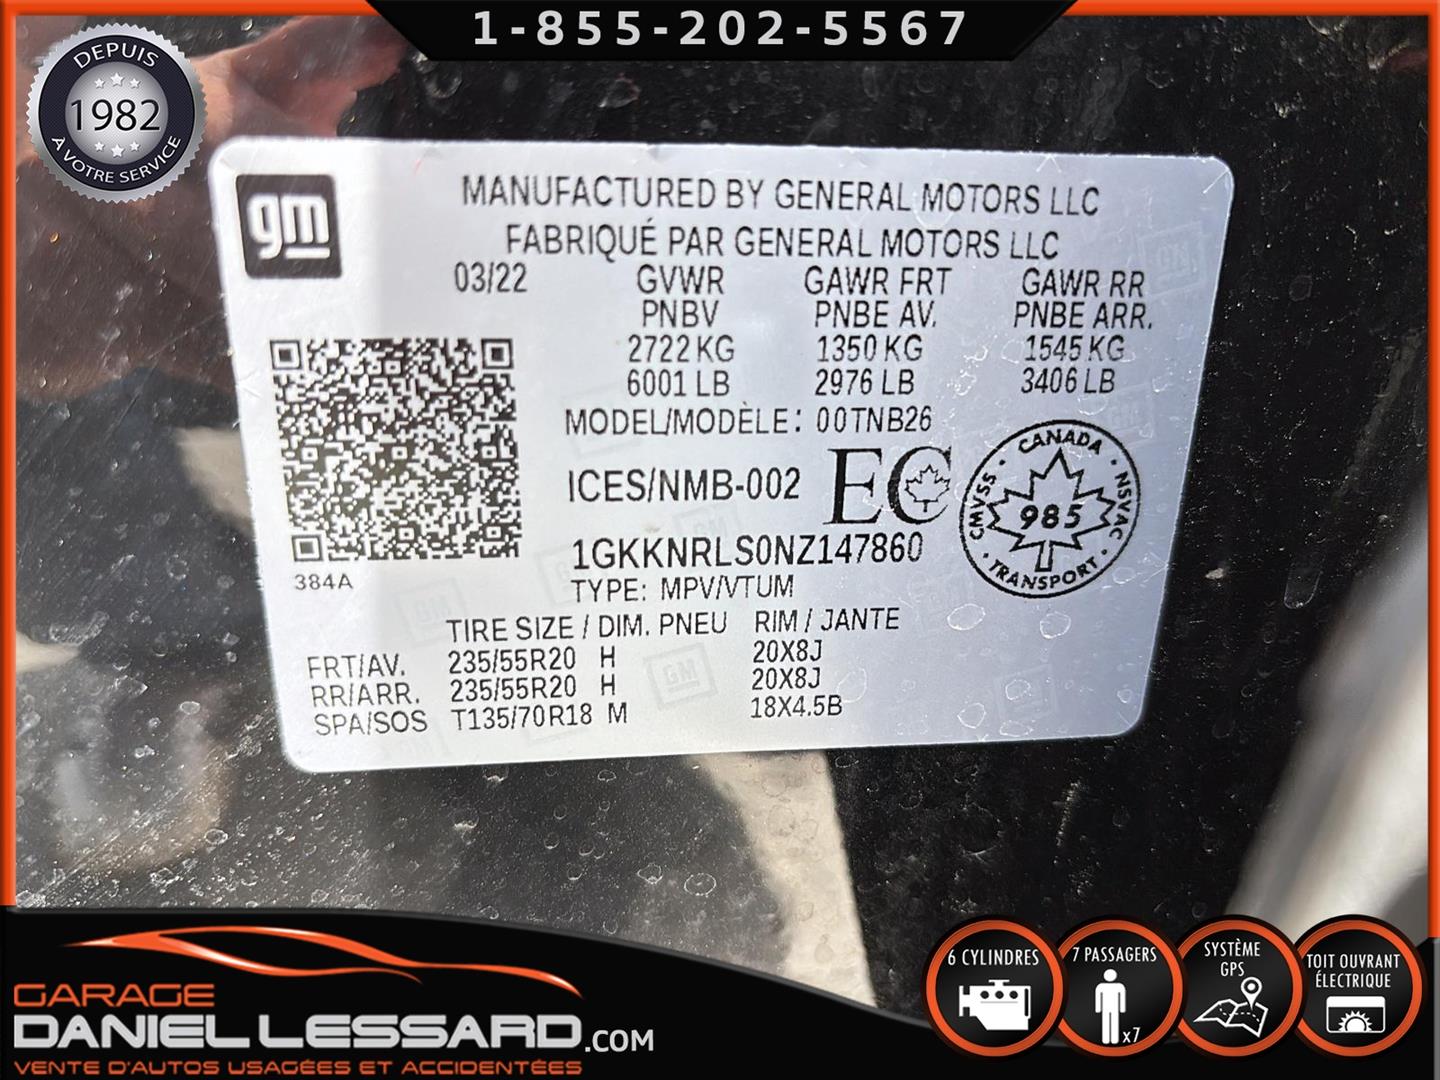 1-855-202-5567
DEPUIS
1982
À VOTRE SERVICE
gm
MANUFACTURED BY GENERAL MOTORS LLC
FABRIQUÉ PAR GENERAL MOTORS LLC
03/22 GVWR GAWR FRT GAWR RR
PNBV PNBE AV. PNBE ARR.
2722 KG 1350 KG 1545 KG
6001 LB 2976 LB 3406 LB
MODEL/MODÈLE: 00TNB26
ICES/NMB-002 EC
CANADA
CMVSS · NSVAC
985
TRANSPORT
1GKKNRLS0NZ147860
384A
TYPE: MPV/VTUM
TIRE SIZE / DIM. PNEU RIM / JANTE
FRT/AV. 235/55R20 H 20X8J
RR/ARR. 235/55R20 H 20X8J
SPA/SOS T135/70R18 M 18X4.5B
GM
6 CYLINDRES
7 PASSAGERS
x7
SYSTÈME
GPS
TOIT OUVRANT
ÉLECTRIQUE
GARAGE
DANIEL LESSARD.COM
VENTE D'AUTOS USAGÉES ET ACCIDENTÉES